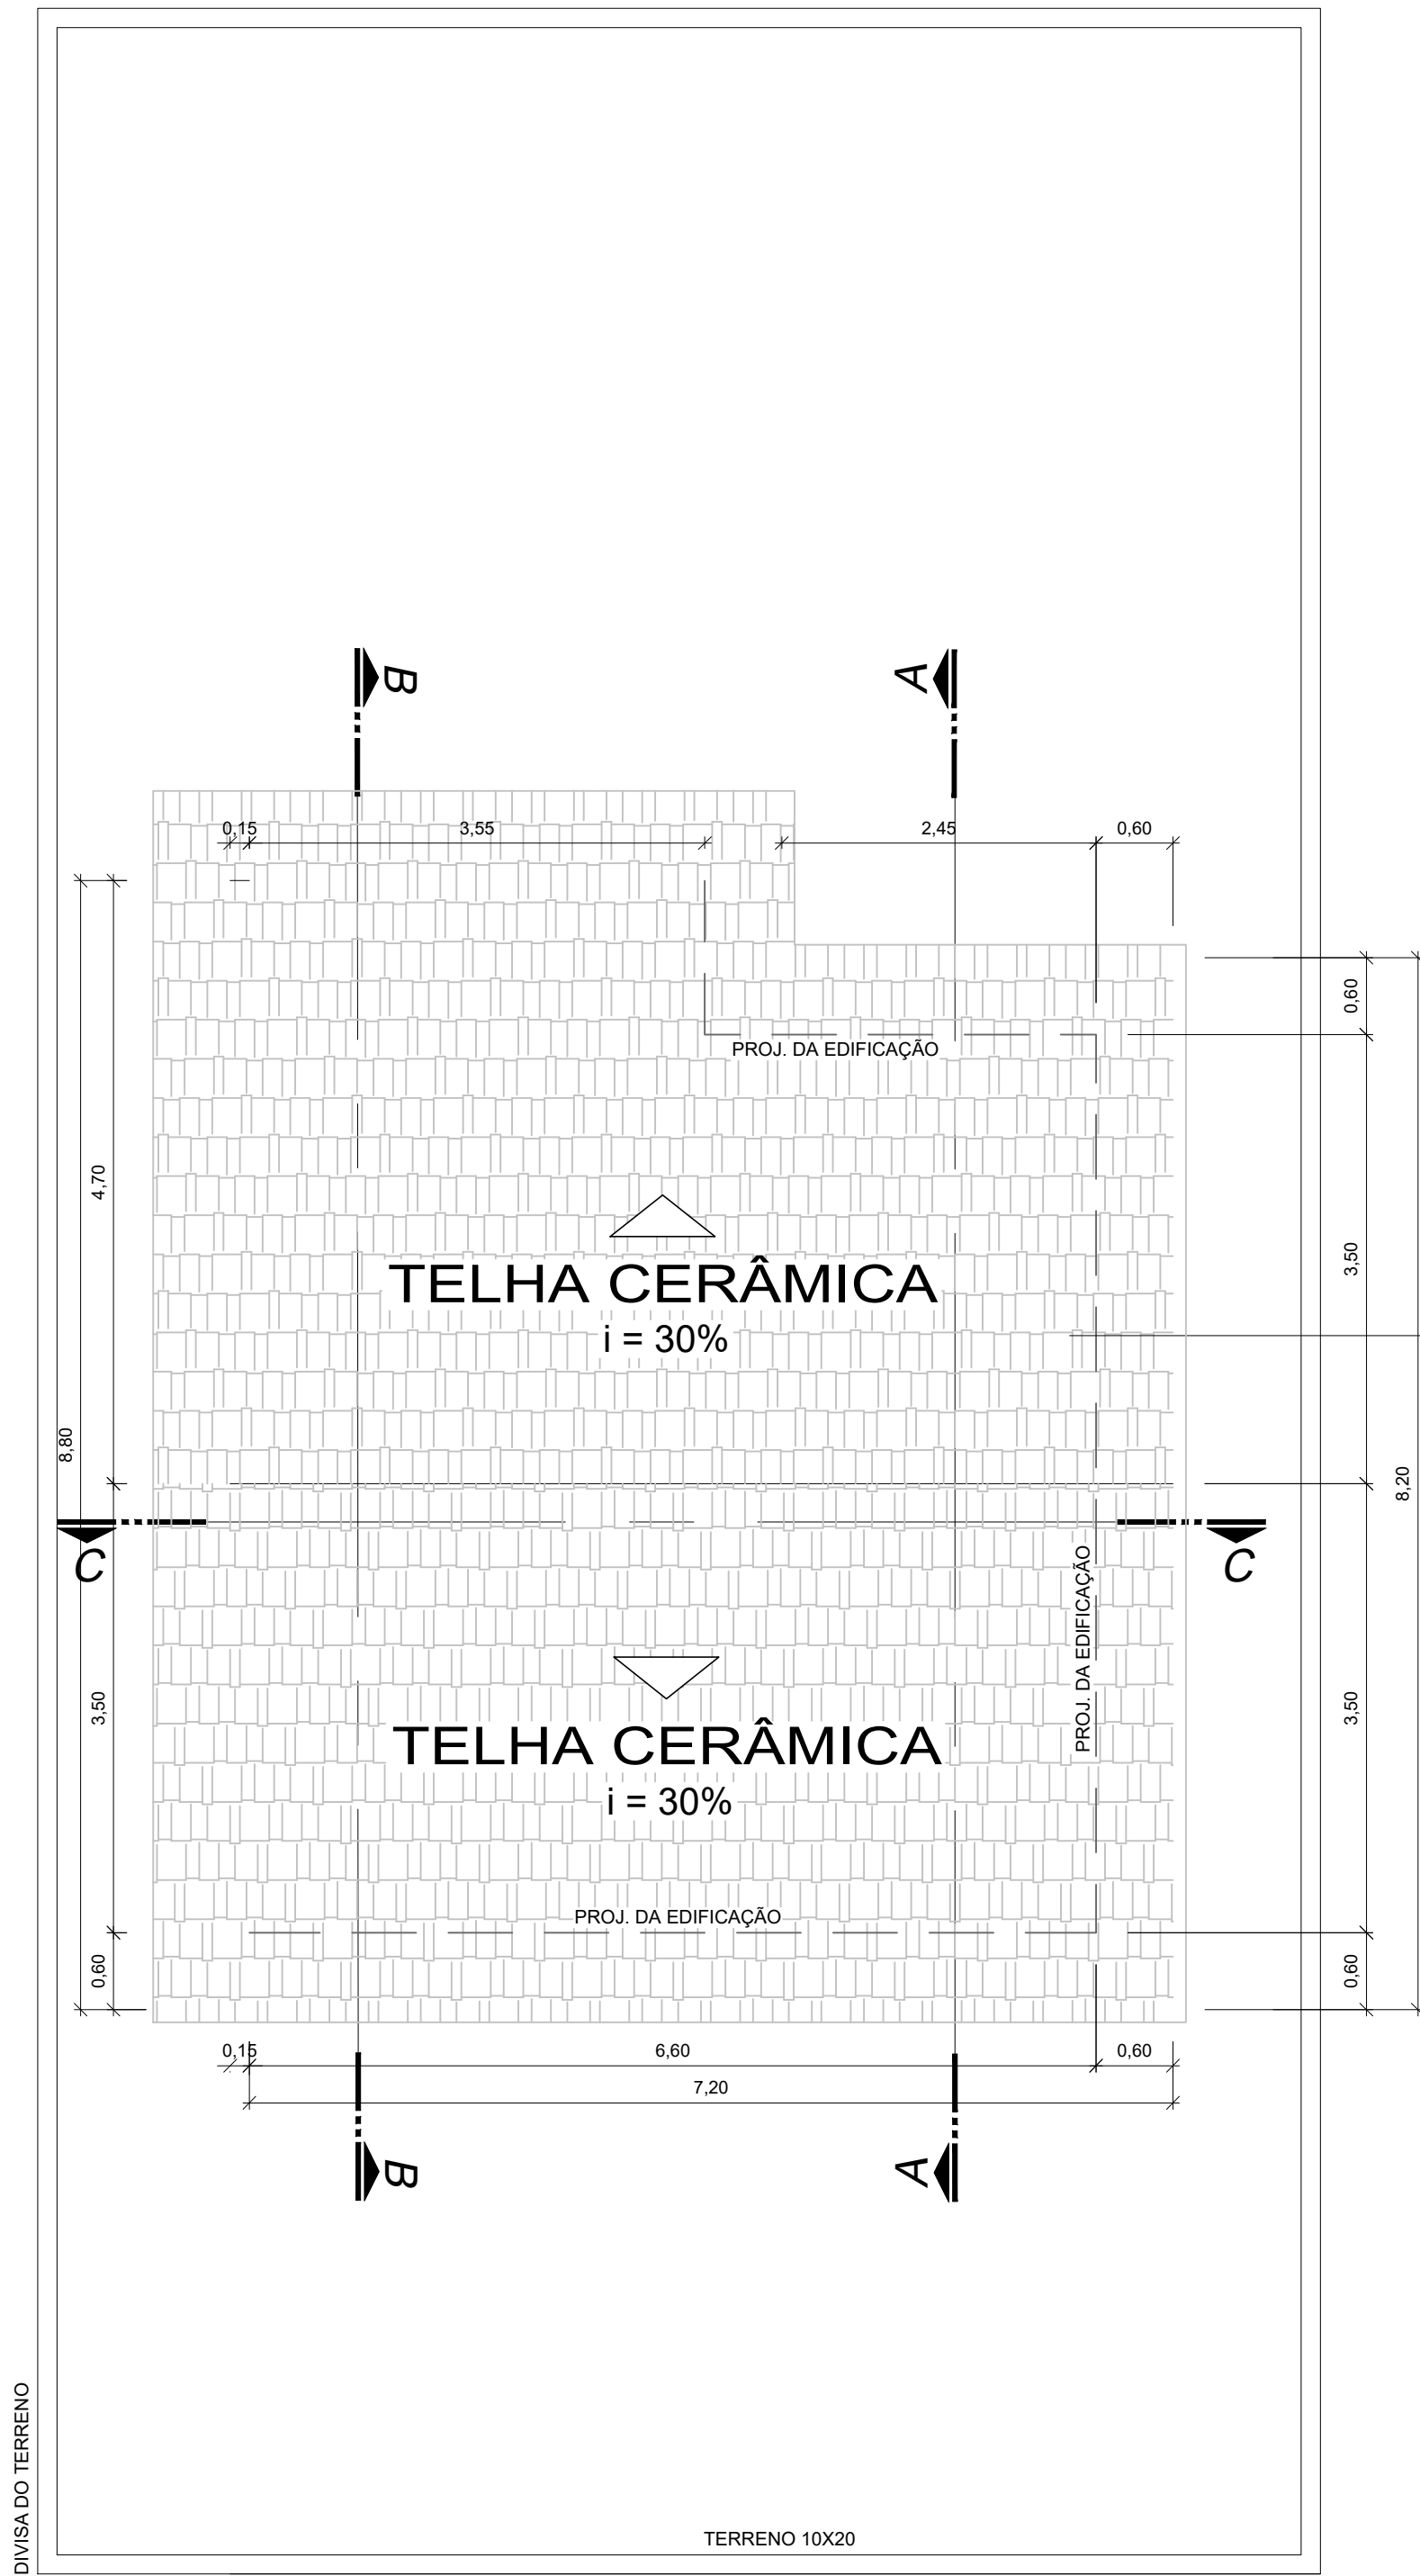 B
A
0,15
3,55
2,45
0,60
0,60
PROJ. DA EDIFICAÇÃO
4,70
3,50
TELHA CERÂMICA
i = 30%
8,80
8,20
C
C
PROJ. DA EDIFICAÇÃO
3,50
3,50
TELHA CERÂMICA
i = 30%
PROJ. DA EDIFICAÇÃO
0,60
0,60
0,15
6,60
0,60
7,20
B
A
DIVISA DO TERRENO
TERRENO 10X20